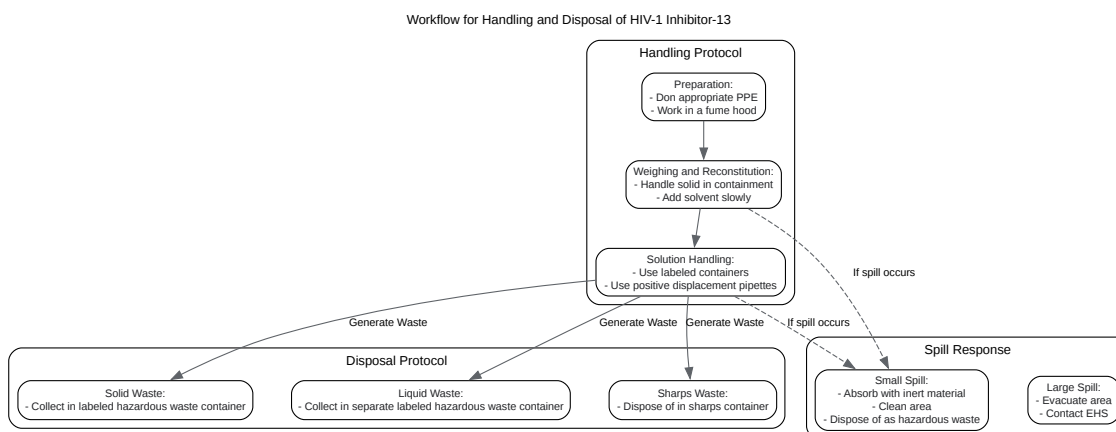 Workflow for Handling and Disposal of HIV-1 Inhibitor-13
Handling Protocol
Preparation:
- Don appropriate PPE
- Work in a fume hood
Weighing and Reconstitution:
- Handle solid in containment
- Add solvent slowly
If spill occurs
Solution Handling:
- Use labeled containers
- Use positive displacement pipettes
Generate Waste
Generate Waste
Generate Waste
If spill occurs
Disposal Protocol
Solid Waste:
- Collect in labeled hazardous waste container
Liquid Waste:
- Collect in separate labeled hazardous waste container
Sharps Waste:
- Dispose of in sharps container
Spill Response
Small Spill:
- Absorb with inert material
- Clean area
- Dispose of as hazardous waste
Large Spill:
- Evacuate area
- Contact EHS